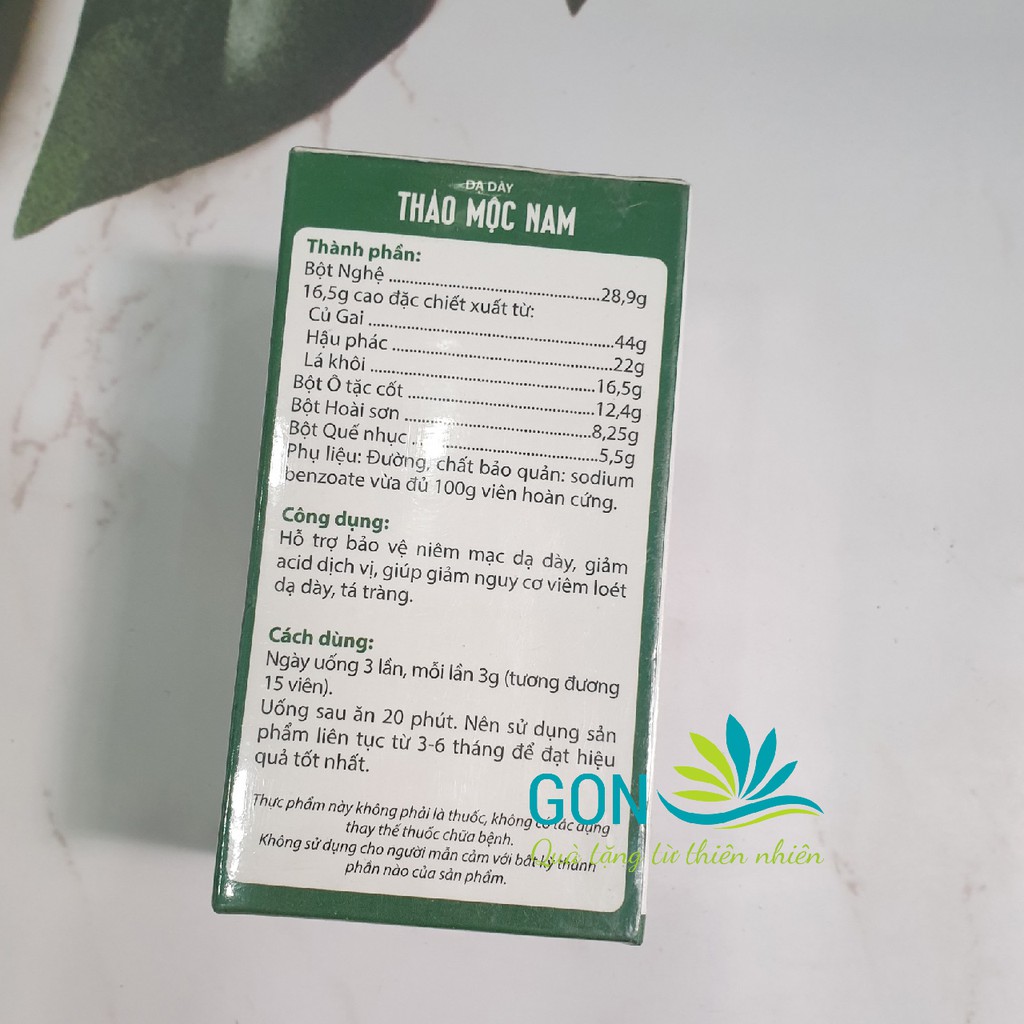 DẠ DÀY
THẢO MỘC NAM
Thành phần:
Bột Nghệ ........................................28,9g
16,5g cao đặc chiết xuất từ:
Củ Gai ..............................................44g
Hậu phác .........................................22g
Lá khôi ..........................................16,5g
Bột Ô tặc cốt ...................................12,4g
Bột Hoài sơn ...................................8,25g
Bột Quế nhục ...................................5,5g
Phụ liệu: Đường, chất bảo quản: sodium
benzoate vừa đủ 100g viên hoàn cứng.
Công dụng:
Hỗ trợ bảo vệ niêm mạc dạ dày, giảm
acid dịch vị, giúp giảm nguy cơ viêm loét
dạ dày, tá tràng.
Cách dùng:
Ngày uống 3 lần, mỗi lần 3g (tương đương
15 viên).
Uống sau ăn 20 phút. Nên sử dụng sản
phẩm liên tục từ 3-6 tháng để đạt hiệu
quả tốt nhất.
Thực phẩm này không phải là thuốc, không có tác dụng
thay thế thuốc chữa bệnh.
Không sử dụng cho người mẫn cảm với bất kỳ thành
phần nào của sản phẩm.
GON
Quà tặng từ thiên nhiên